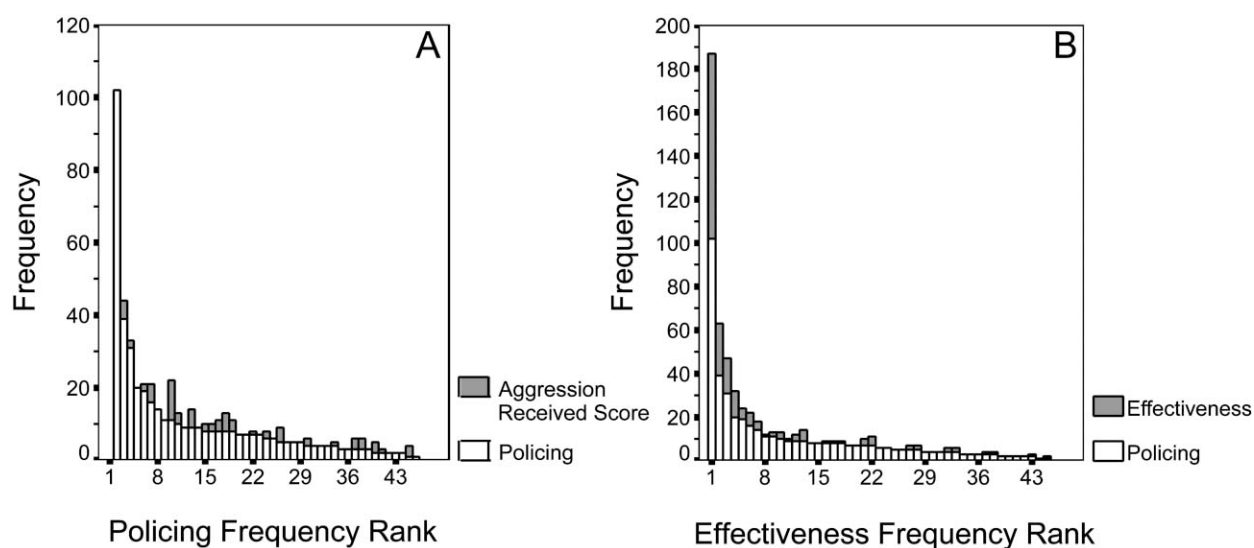 A
Frequency
120
100
80
60
40
20
0
1 8 15 22 29 36 43
Policing Frequency Rank
Aggression
Received Score
Policing
B
Frequency
200
180
160
140
120
100
80
60
40
20
0
1 8 15 22 29 36 43
Effectiveness Frequency Rank
Effectiveness
Policing